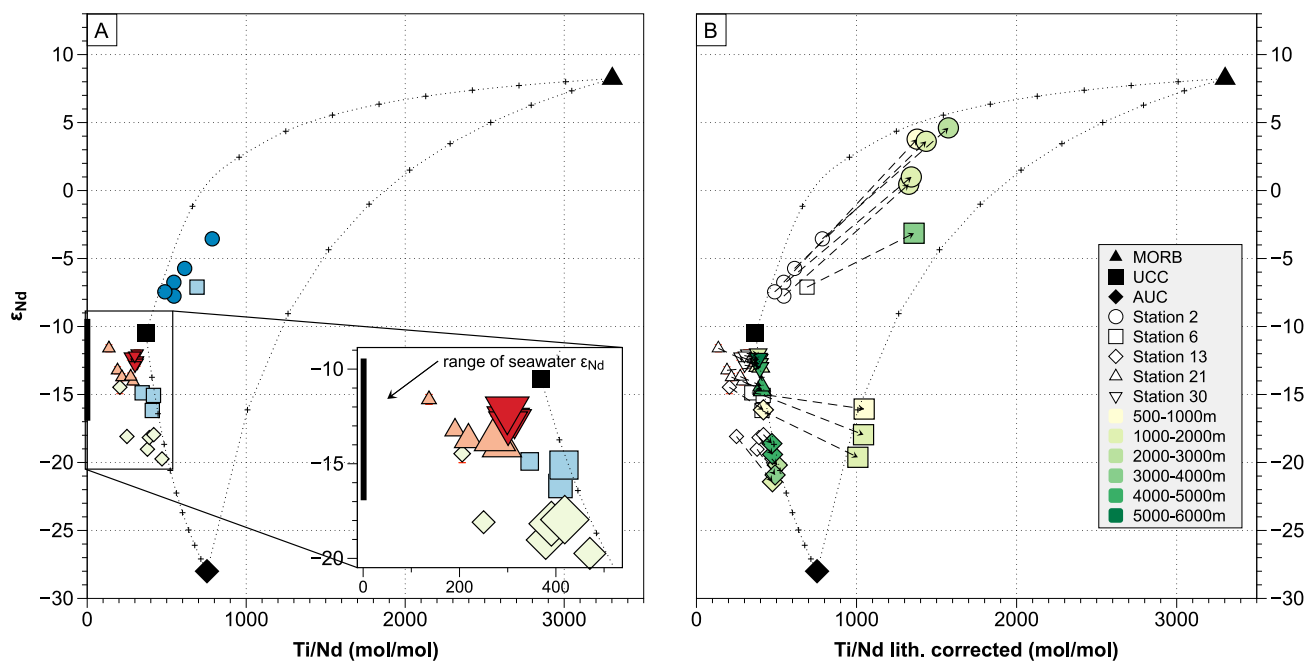 A
B
10
5
0
−5
−10
−15
−20
−25
−30
εNd
0
1000
2000
3000
Ti/Nd (mol/mol)
range of seawater εNd
−10
−15
−20
0
200
400
10
5
0
−5
−10
−15
−20
−25
−30
0
1000
2000
3000
Ti/Nd lith. corrected (mol/mol)
MORB
UCC
AUC
Station 2
Station 6
Station 13
Station 21
Station 30
500-1000m
1000-2000m
2000-3000m
3000-4000m
4000-5000m
5000-6000m